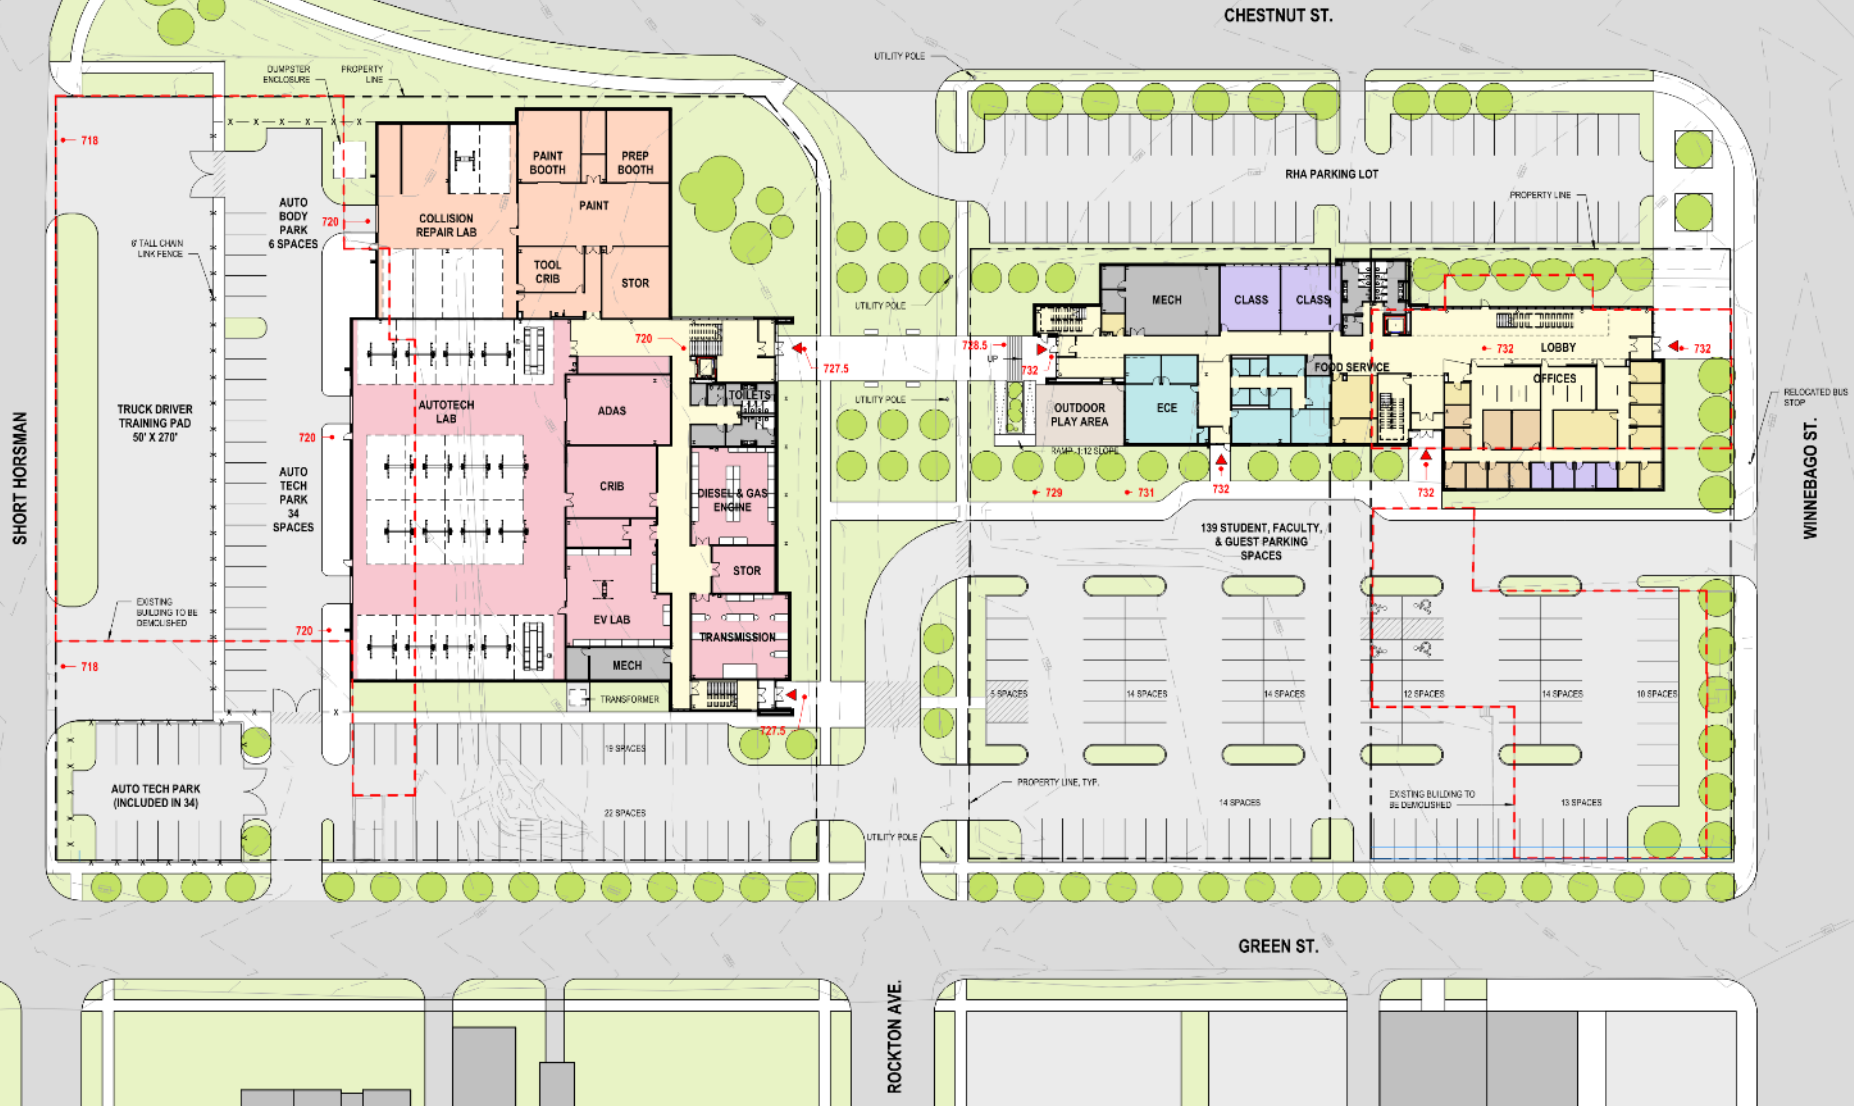 CHESTNUT ST.
UTILITY POLE
DUMPSTER
ENCLOSURE
PROPERTY
LINE
718
PAINT
BOOTH
PREP
BOOTH
RHA PARKING LOT
PROPERTY LINE
AUTO
BODY
PARK
6 SPACES
720
COLLISION
REPAIR LAB
PAINT
6' TALL CHAIN
LINK FENCE
TOOL
CRIB
STOR
UTILITY POLE
MECH
CLASS
CLASS
720
727.5
728.5
UP
732
732
LOBBY
732
FOOD SERVICE
OFFICES
TRUCK DRIVER
TRAINING PAD
50' X 270'
AUTOTECH
LAB
ADAS
TOILETS
UTILITY POLE
OUTDOOR
PLAY AREA
ECE
RELOCATED BUS
STOP
SHORT HORSMAN
720
RAMP 1:12 SLOPE
WINNEBAGO ST.
AUTO
TECH
PARK
34
SPACES
CRIB
DIESEL & GAS
ENGINE
729
731
732
732
139 STUDENT, FACULTY,
& GUEST PARKING
SPACES
STOR
EXISTING
BUILDING TO BE
DEMOLISHED
720
EV LAB
TRANSMISSION
718
MECH
TRANSFORMER
5 SPACES
14 SPACES
14 SPACES
12 SPACES
14 SPACES
10 SPACES
727.5
19 SPACES
AUTO TECH PARK
(INCLUDED IN 34)
PROPERTY LINE, TYP.
EXISTING BUILDING TO
BE DEMOLISHED
22 SPACES
14 SPACES
13 SPACES
UTILITY POLE
GREEN ST.
ROCKTON AVE.